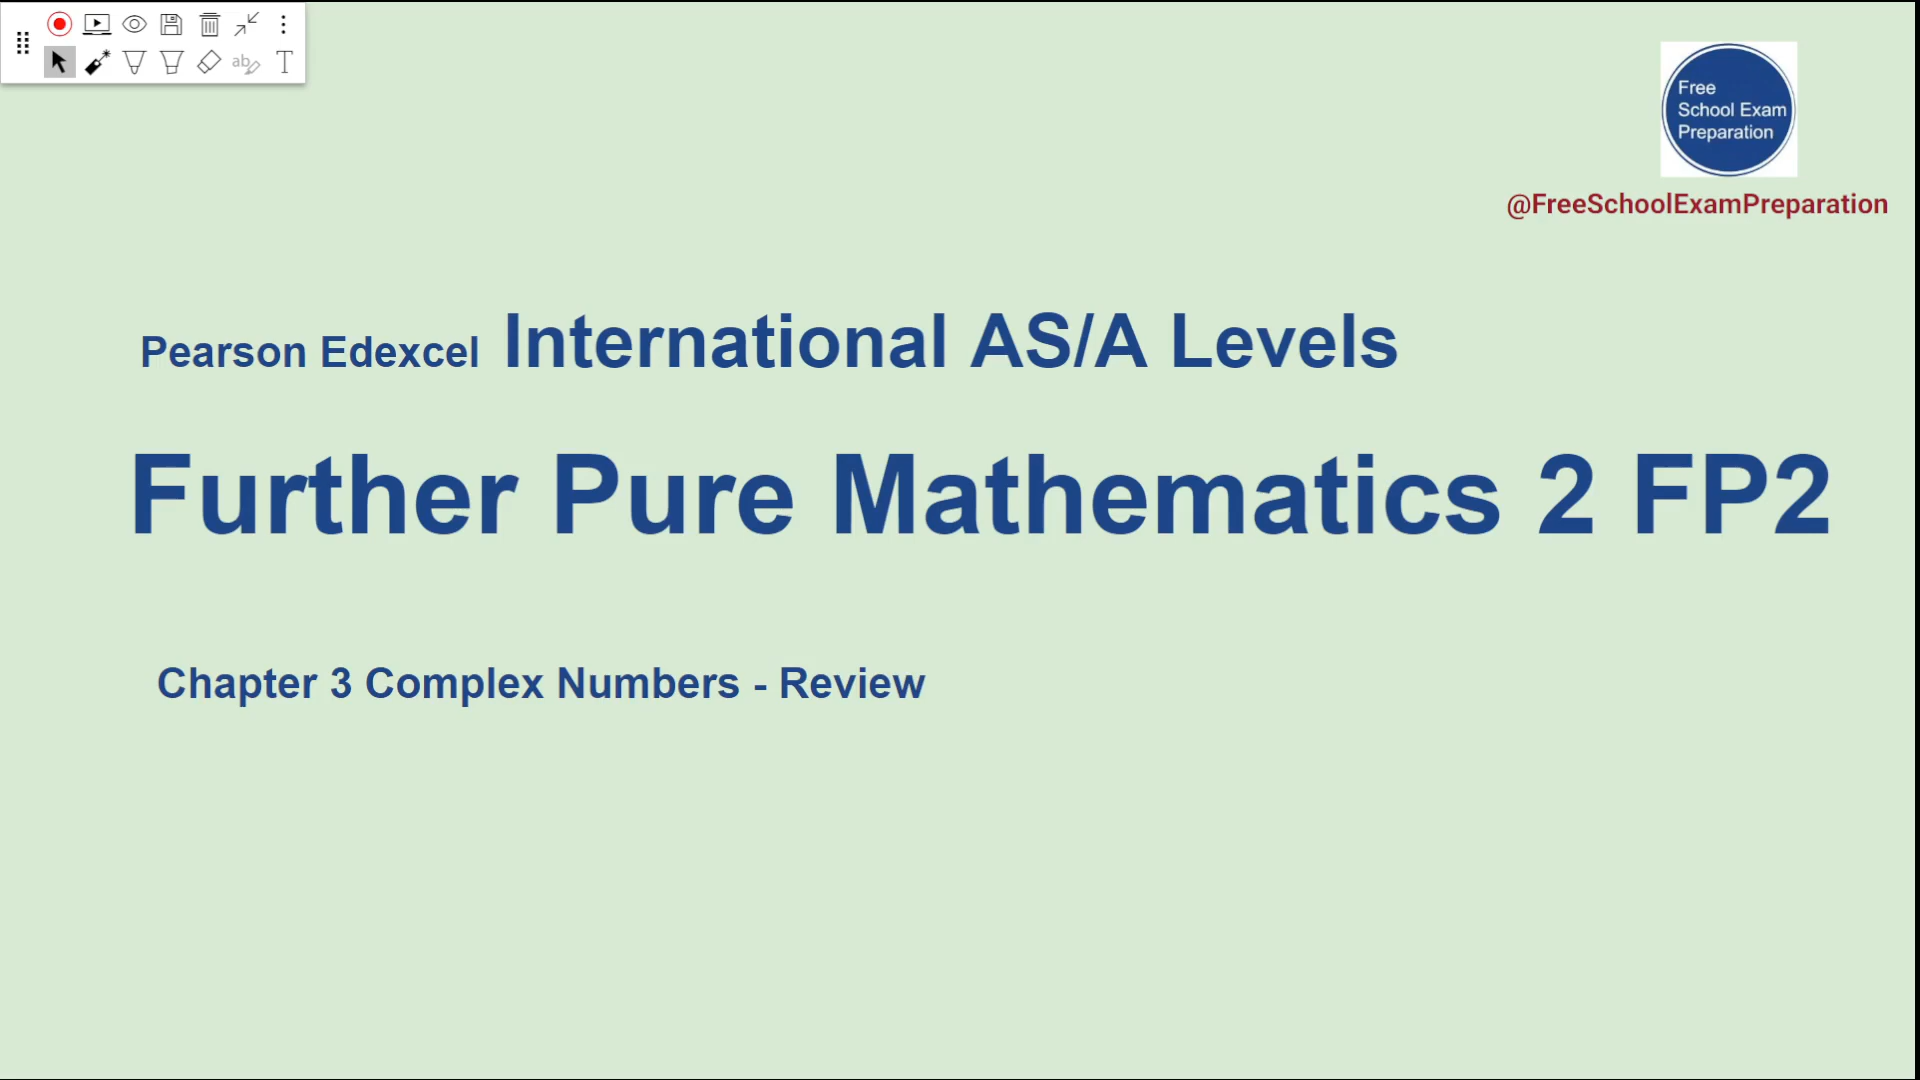 ab
T
Free
School Exam
Preparation
@FreeSchoolExamPreparation
Pearson Edexcel International AS/A Levels
Further Pure Mathematics 2 FP2
Chapter 3 Complex Numbers - Review